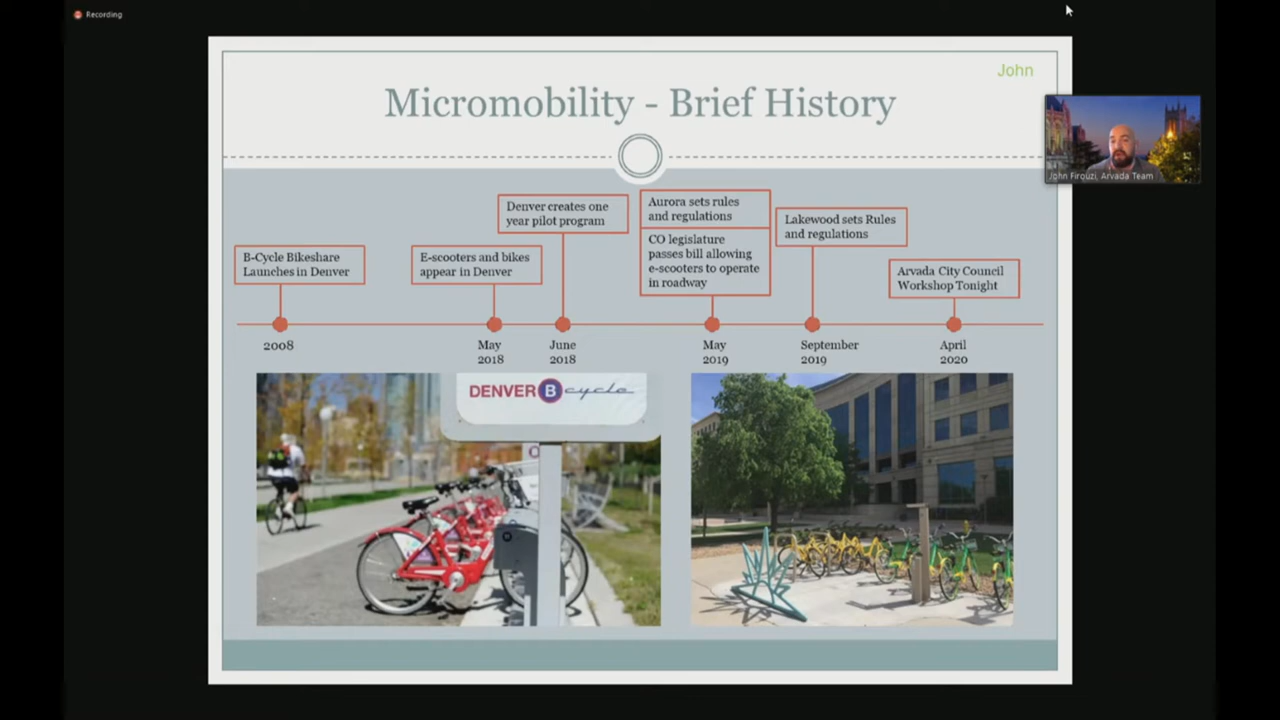 Recording
John
Micromobility - Brief History
Denver creates one
year pilot program
Aurora sets rules
and regulations
CO legislature
passes bill allowing
e-scooters to operate
in roadway
Lakewood sets Rules
and regulations
B-Cycle Bikeshare
Launches in Denver
E-scooters and bikes
appear in Denver
Arvada City Council
Workshop Tonight
2008
May
2018
June
2018
May
2019
September
2019
April
2020
John Firouzi, Arvada Team
DENVER B cycle